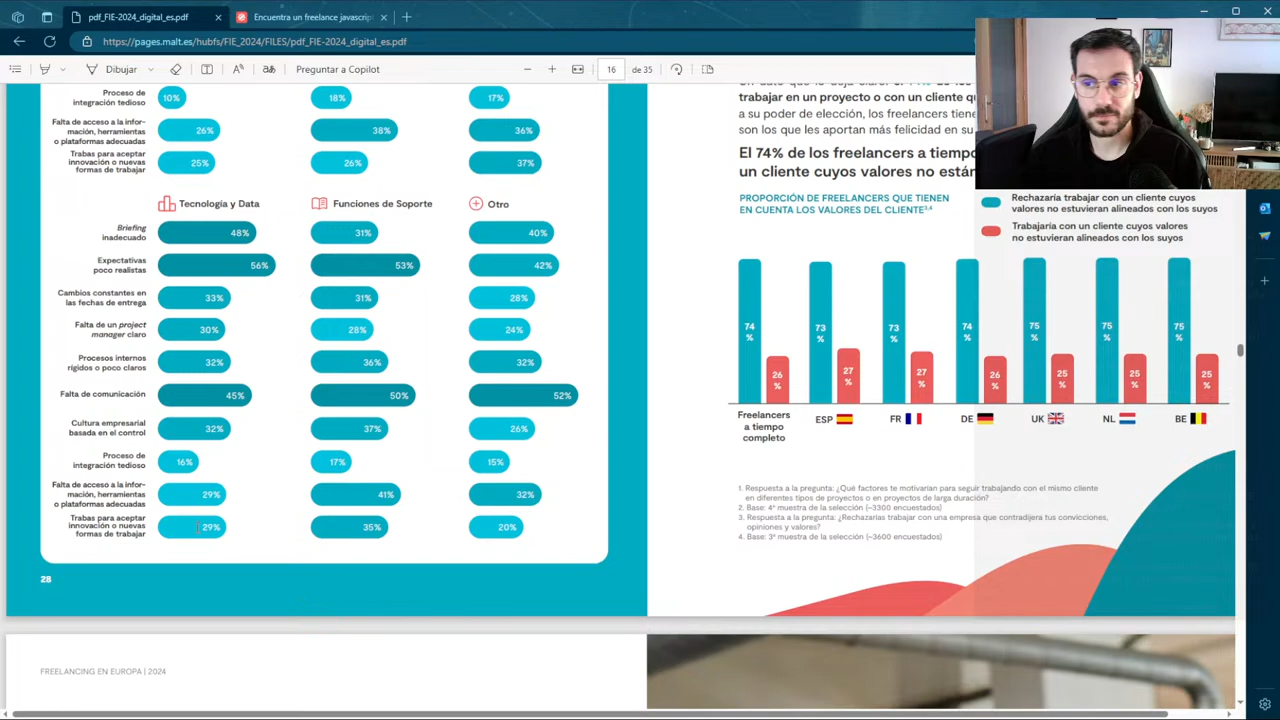 pdf_FIE-2024_digital_es.pdf
Encuentra un freelance javascrip
https://pages.malt.es/hubfs/FIE_2024/FILES/pdf_FIE-2024_digital_es.pdf
Dibujar
Preguntar a Copilot
16
de 35
Proceso de
integración tedioso
10%
18%
17%
Falta de acceso a la infor-
mación, herramientas
o plataformas adecuadas
26%
38%
36%
Trabas para aceptar
innovación o nuevas
formas de trabajar
25%
26%
37%
Tecnología y Data
Funciones de Soporte
Otro
Briefing
inadecuado
48%
31%
40%
Expectativas
poco realistas
56%
53%
42%
Cambios constantes en
las fechas de entrega
33%
31%
28%
Falta de un project
manager claro
30%
28%
24%
Procesos internos
rígidos o poco claros
32%
36%
32%
Falta de comunicación
45%
50%
52%
Cultura empresarial
basada en el control
32%
37%
26%
Proceso de
integración tedioso
16%
17%
15%
Falta de acceso a la infor-
mación, herramientas
o plataformas adecuadas
29%
41%
32%
Trabas para aceptar
innovación o nuevas
formas de trabajar
29%
35%
20%
28
trabajar en un proyecto o con un cliente qu
a su poder de elección, los freelancers tiene
son los que les aportan más felicidad en su
El 74% de los freelancers a tiempo
un cliente cuyos valores no están
PROPORCIÓN DE FREELANCERS QUE TIENEN
EN CUENTA LOS VALORES DEL CLIENTE3,4
Rechazaría trabajar con un cliente cuyos
valores no estuvieran alineados con los suyos
Trabajaría con un cliente cuyos valores
no estuvieran alineados con los suyos
74
%
26
%
73
%
27
%
73
%
27
%
74
%
26
%
75
%
25
%
75
%
25
%
75
%
25
%
Freelancers
a tiempo
completo
ESP
FR
DE
UK
NL
BE
1. Respuesta a la pregunta: ¿Qué factores te motivarían para seguir trabajando con el mismo cliente
en diferentes tipos de proyectos o en proyectos de larga duración?
2. Base: 4ª muestra de la selección (~3300 encuestados)
3. Respuesta a la pregunta: ¿Rechazarias trabajar con una empresa que contradijera tus convicciones,
opiniones y valores?
4. Base: 3ª muestra de la selección (~3600 encuestados)
FREELANCING EN EUROPA | 2024